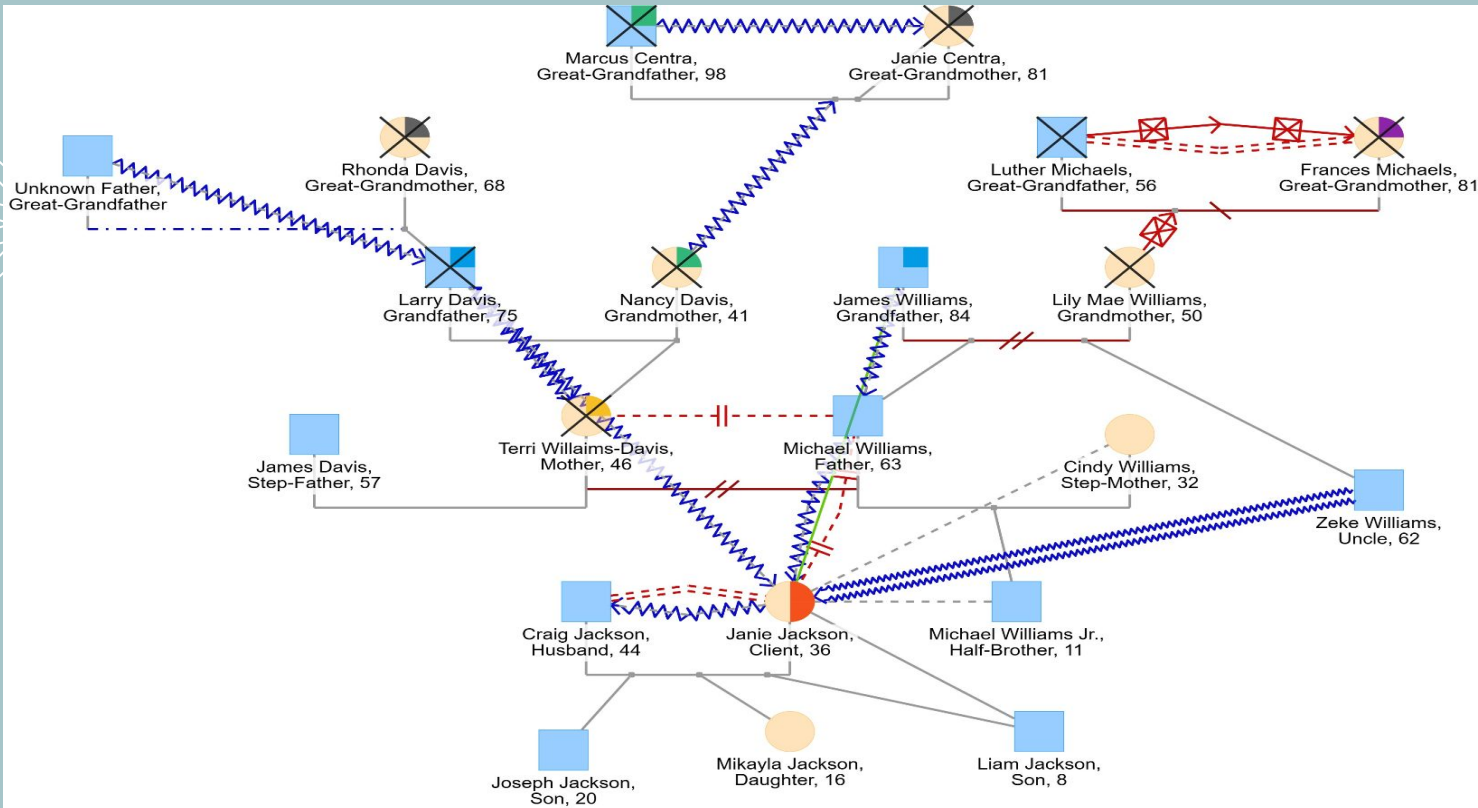 Marcus Centra,
Great-Grandfather, 98
Janie Centra,
Great-Grandmother, 81
Rhonda Davis,
Great-Grandmother, 68
Unknown Father,
Great-Grandfather
Luther Michaels,
Great-Grandfather, 56
Frances Michaels,
Great-Grandmother, 81
Larry Davis,
Grandfather, 75
Nancy Davis,
Grandmother, 41
James Williams,
Grandfather, 84
Lily Mae Williams,
Grandmother, 50
James Davis,
Step-Father, 57
Terri Willaims-Davis,
Mother, 46
Michael Williams,
Father, 63
Cindy Williams,
Step-Mother, 32
Zeke Williams,
Uncle, 62
Craig Jackson,
Husband, 44
Janie Jackson,
Client, 36
Michael Williams Jr.,
Half-Brother, 11
Joseph Jackson,
Son, 20
Mikayla Jackson,
Daughter, 16
Liam Jackson,
Son, 8